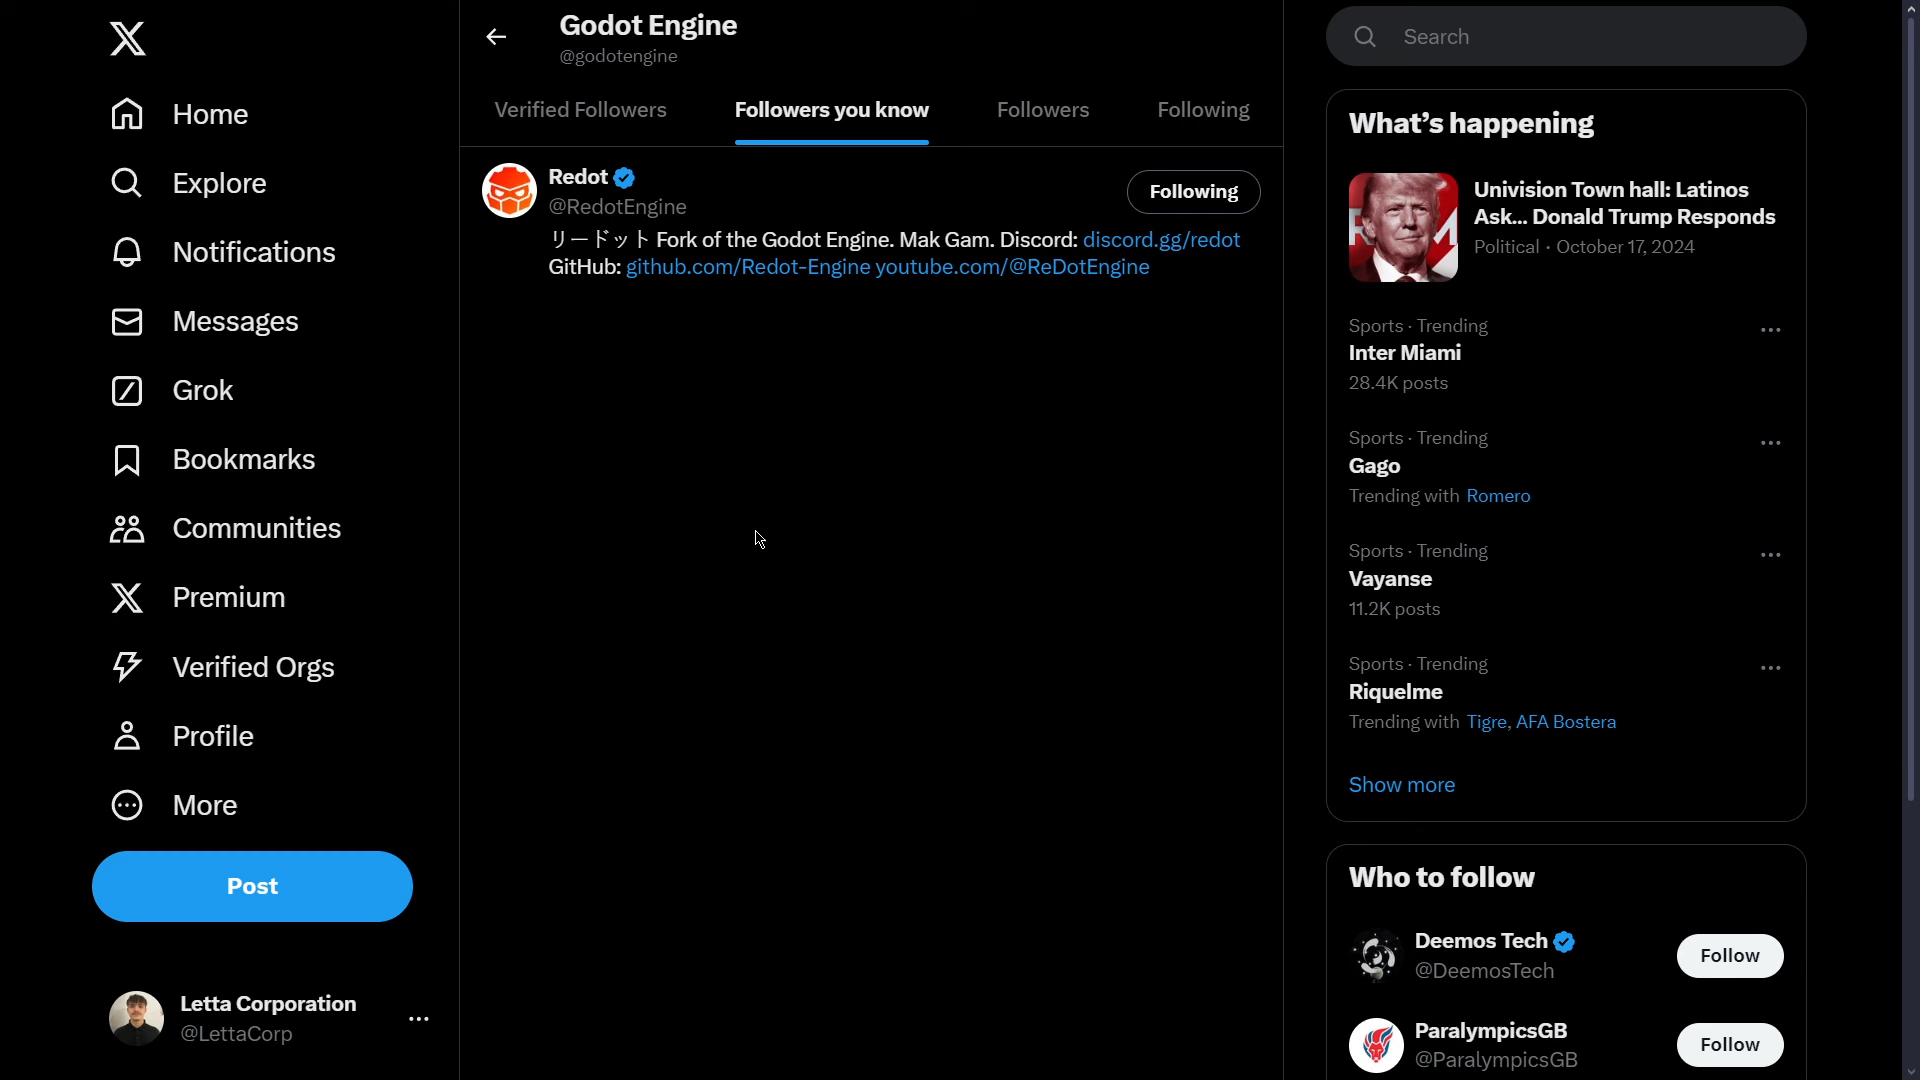 Home
Explore
Notifications
Messages
Grok
Bookmarks
Communities
Premium
Verified Orgs
Profile
More
Post
Letta Corporation
@LettaCorp
Godot Engine
@godotengine
Verified Followers
Followers you know
Followers
Following
Redot
@RedotEngine
Following
リードット Fork of the Godot Engine. Mak Gam. Discord: discord.gg/redot
GitHub: github.com/Redot-Engine youtube.com/@ReDotEngine
Search
What’s happening
Univision Town hall: Latinos
Ask... Donald Trump Responds
Political · October 17, 2024
Sports · Trending
Inter Miami
28.4K posts
Sports · Trending
Gago
Trending with Romero
Sports · Trending
Vayanse
11.2K posts
Sports · Trending
Riquelme
Trending with Tigre, AFA Bostera
Show more
Who to follow
Deemos Tech
@DeemosTech
Follow
ParalympicsGB
@ParalympicsGB
Follow